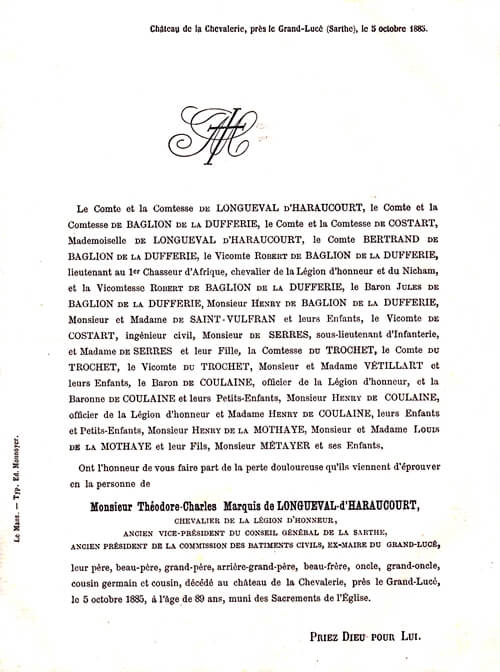 Château de la Chevalerie, près le Grand-Lucé (Sarthe), le 5 octobre 1885.
TH
Le Comte et la Comtesse DE LONGUEVAL D'HARAUCOURT, le Comte et la
Comtesse DE BAGLION DE LA DUFFERIE, le Comte et la Comtesse DE COSTART,
Mademoiselle DE LONGUEVAL D'HARAUCOURT, le Comte BERTRAND DE
BAGLION DE LA DUFFERIE, le Vicomte ROBERT DE BAGLION DE LA DUFFERIE,
lieutenant au 1er Chasseur d'Afrique, chevalier de la Légion d'honneur et du Nicham,
et la Vicomtesse ROBERT DE BAGLION DE LA DUFFERIE, le Baron JULES DE
BAGLION DE LA DUFFERIE, Monsieur HENRY DE BAGLION DE LA DUFFERIE,
Monsieur et Madame DE SAINT-VULFRAN et leurs Enfants, le Vicomte DE
COSTART, ingénieur civil, Monsieur DE SERRES, sous-lieutenant d'Infanterie,
et Madame DE SERRES et leur Fille, la Comtesse DU TROCHET, le Comte DU
TROCHET, le Vicomte DU TROCHET, Monsieur et Madame VÉTILLART et
leurs Enfants, le Baron DE COULAINE, officier de la Légion d'honneur, et la
Baronne DE COULAINE et leurs Petits-Enfants, Monsieur HENRY DE COULAINE,
officier de la Légion d'honneur et Madame HENRY DE COULAINE, leurs Enfants
et Petits-Enfants, Monsieur HENRY DE LA MOTHAYE, Monsieur et Madame LOUIS
DE LA MOTHAYE et leur Fils, Monsieur MÉTAYER et ses Enfants,
Ont l'honneur de vous faire part de la perte douloureuse qu'ils viennent d'éprouver
en la personne de
Monsieur Théodore-Charles Marquis de LONGUEVAL-d'HARAUCOURT,
CHEVALIER DE LA LÉGION D'HONNEUR,
ANCIEN VICE-PRÉSIDENT DU CONSEIL GÉNÉRAL DE LA SARTHE,
ANCIEN PRÉSIDENT DE LA COMMISSION DES BATIMENTS CIVILS, EX-MAIRE DU GRAND-LUCÉ,
leur père, beau-père, grand-père, arrière-grand-père, beau-frère, oncle, grand-oncle,
cousin germain et cousin, décédé au château de la Chevalerie, près le Grand-Lucé,
le 5 octobre 1885, à l'âge de 89 ans, muni des Sacrements de l'Église.
PRIEZ DIEU POUR LUI.
Le Mans. — Typ. Ed. Monnoyer.